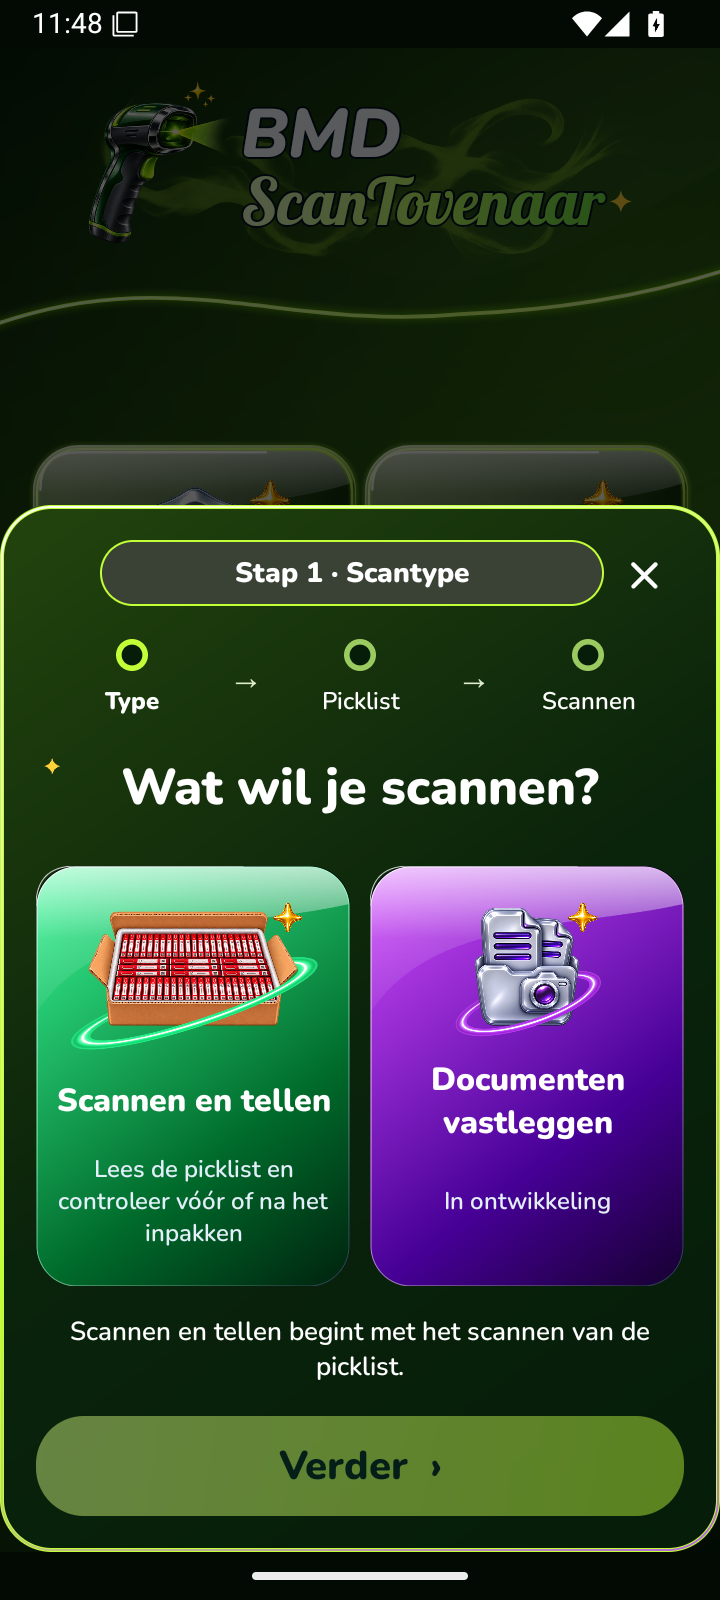 11:48
BMD
ScanTovenaar
Stap 1 · Scantype
Type → Picklist → Scannen
Wat wil je scannen?
Scannen en tellen
Lees de picklist en
controleer vóór of na het
inpakken
Documenten
vastleggen
In ontwikkeling
Scannen en tellen begint met het scannen van de
picklist.
Verder ›